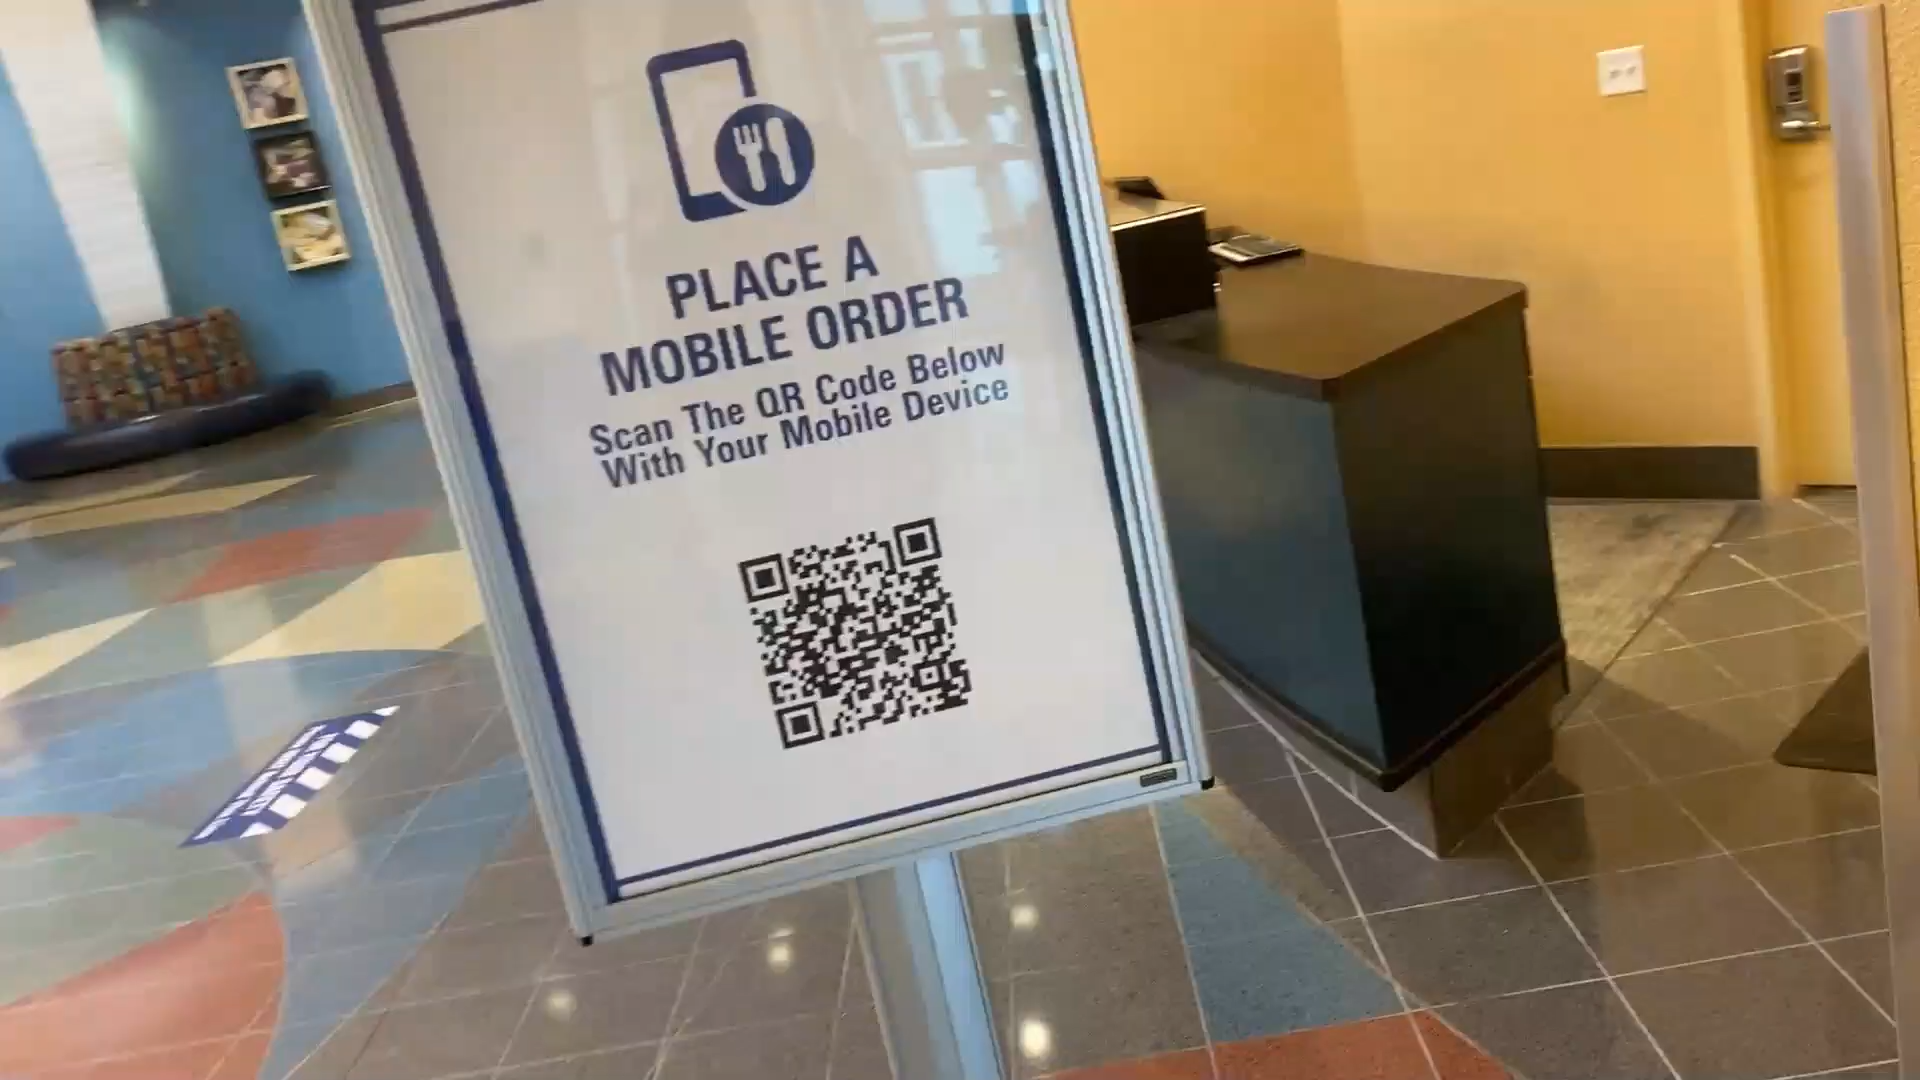 PLACE A
MOBILE ORDER
Scan The QR Code Below
With Your Mobile Device